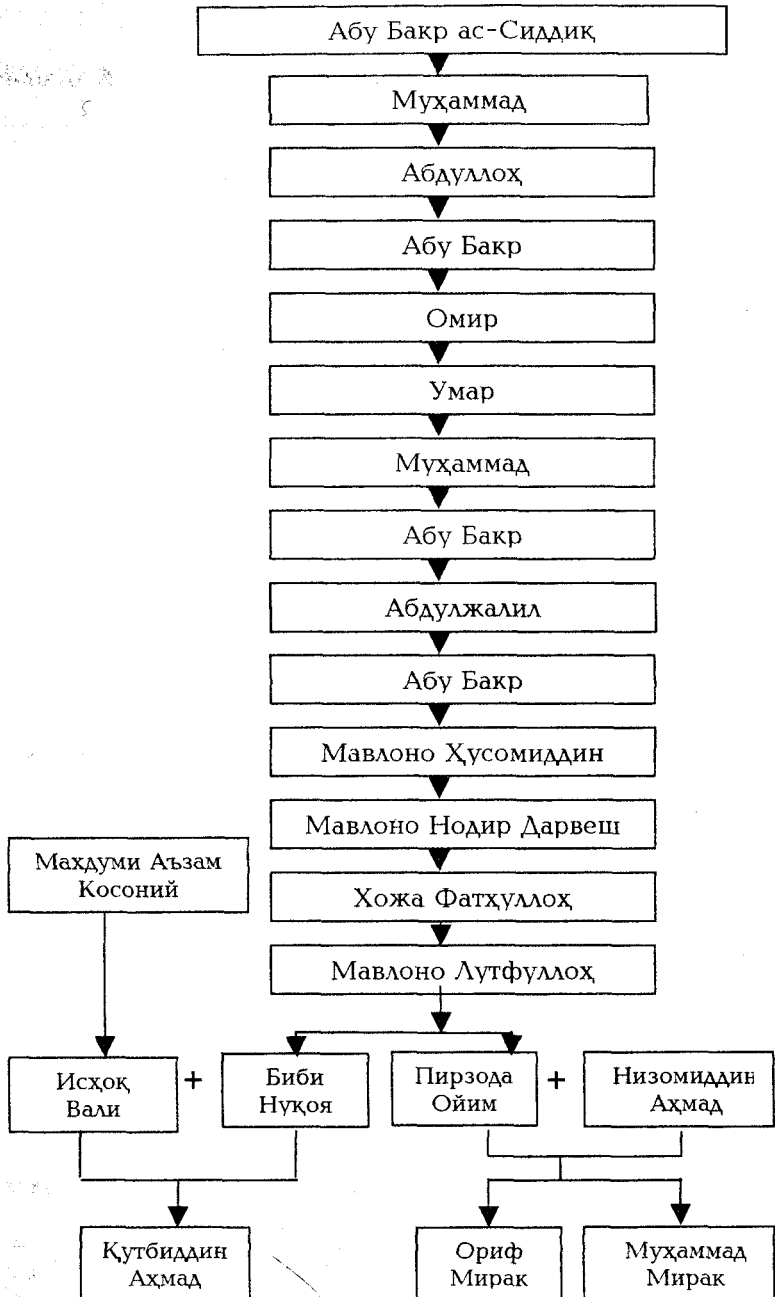 Абу Бакр ас-Сиддиқ
Муҳаммад
Абдуллоҳ
Абу Бакр
Омир
Умар
Муҳаммад
Абу Бакр
Абдулжалил
Абу Бакр
Мавлоно Ҳусомиддин
Мавлоно Нодир Дарвеш
Махдуми Аъзам
Косоний
Хожа Фатҳуллоҳ
Мавлоно Лутфуллоҳ
Исҳоқ
Вали
+
Биби
Нуқоя
Пирзода
Ойим
+
Низомиддин
Аҳмад
Қутбиддин
Аҳмад
Ориф
Мирак
Муҳаммад
Мирак